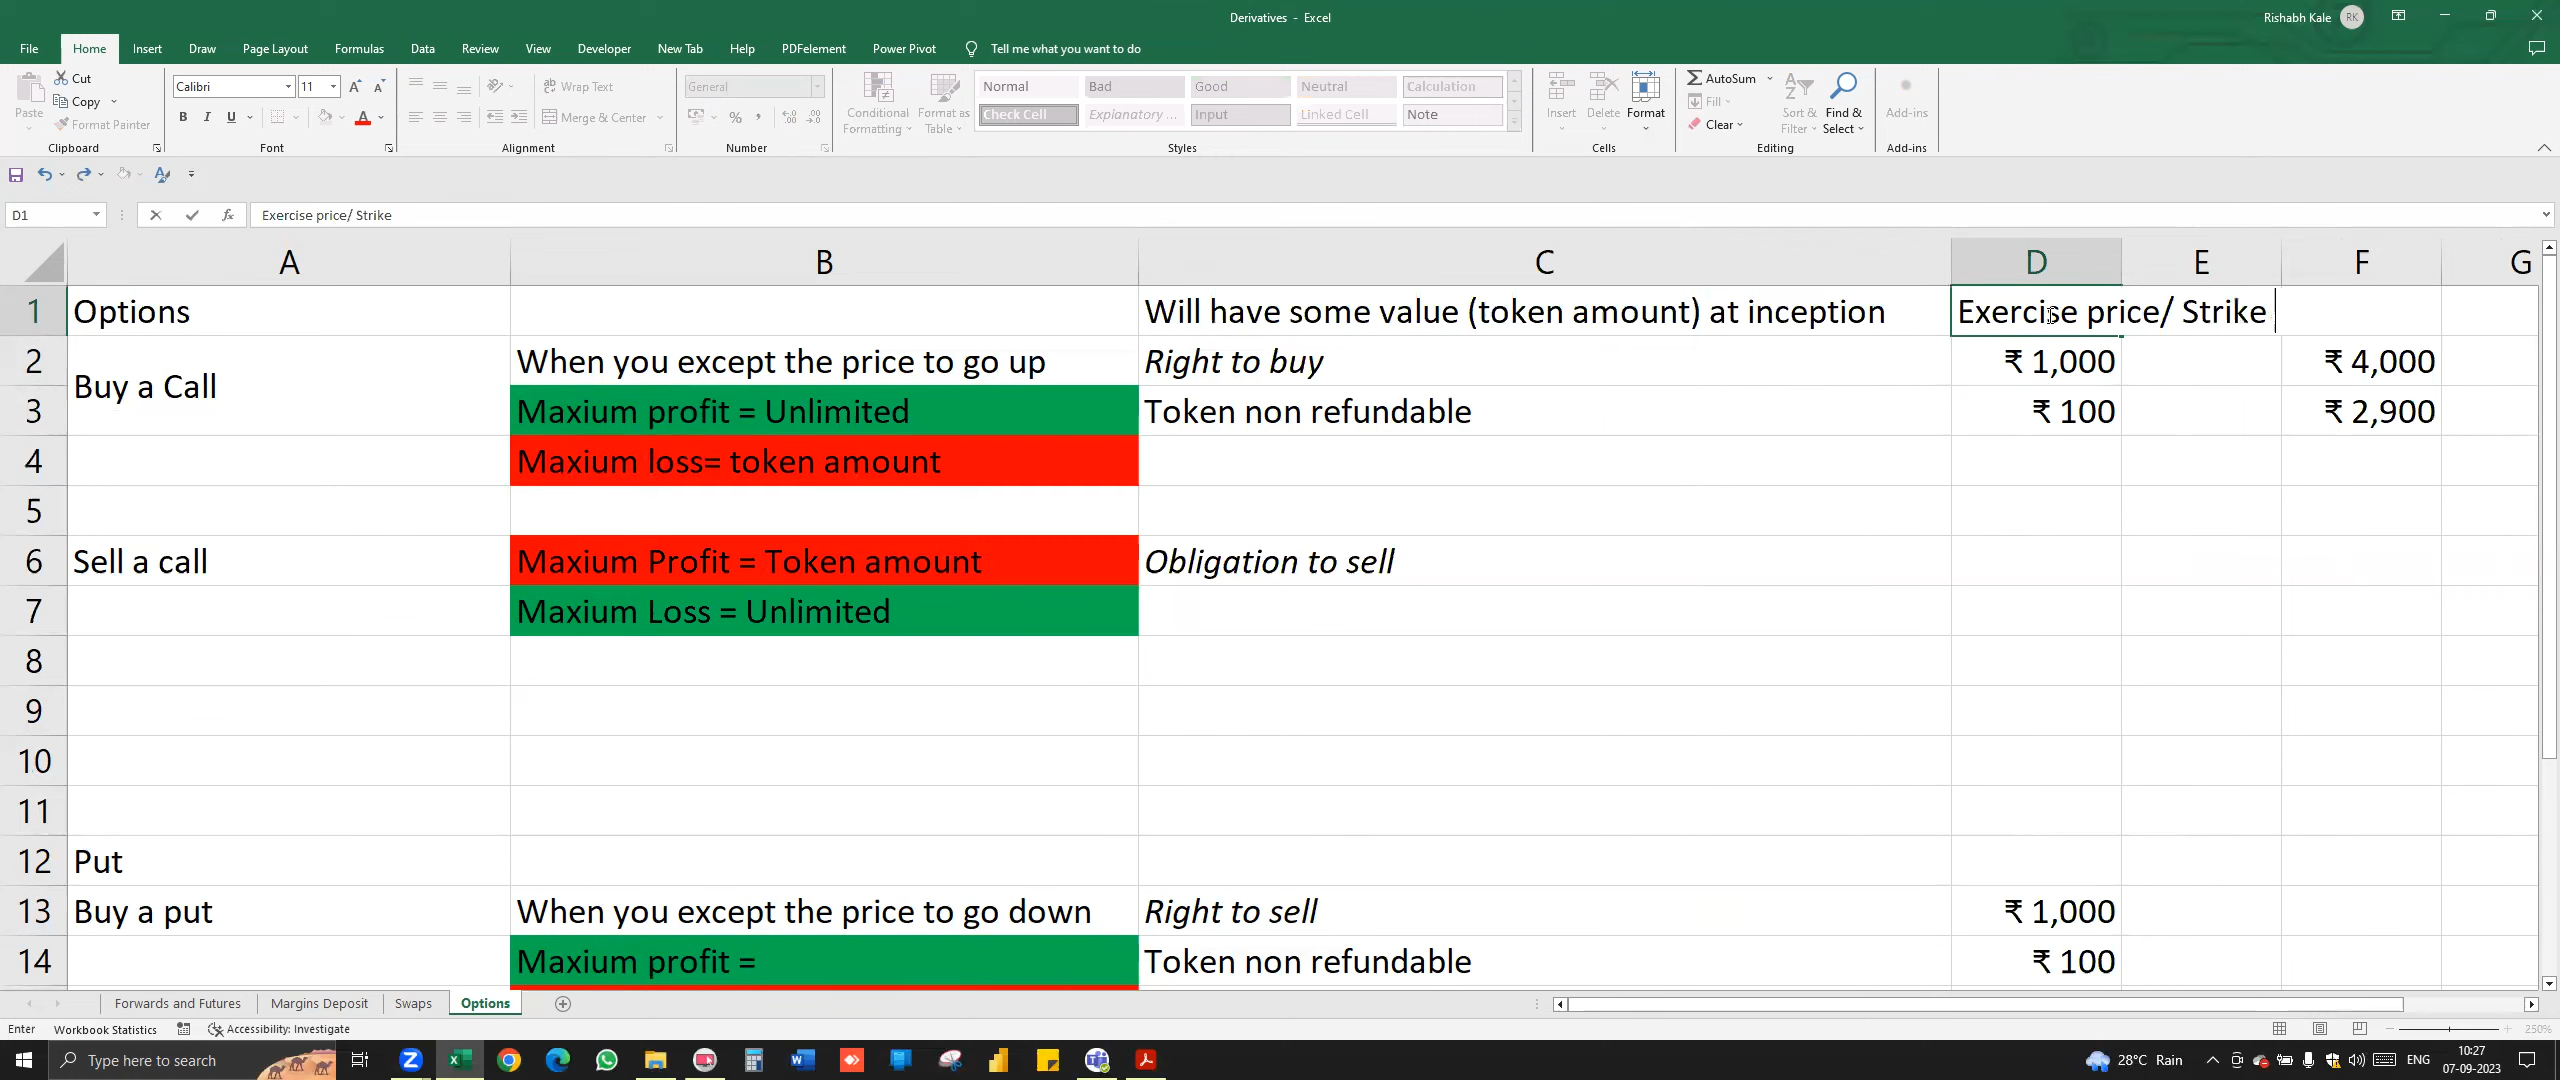 Derivatives - Excel
Rishabh Kale RK
File Home Insert Draw Page Layout Formulas Data Review View Developer New Tab Help PDFelement Power Pivot Tell me what you want to do
Paste Cut Copy Format Painter Clipboard
Calibri 11 A A B I U A Font
Wrap Text Merge & Center Alignment
General % , Number
Conditional Formatting Format as Table
Normal Bad Good Neutral Calculation
Check Cell Explanatory ... Input Linked Cell Note
Styles
Insert Delete Format Cells
AutoSum Fill Clear Sort & Filter Find & Select Editing
Add-ins Add-ins
D1 fx Exercise price/ Strike
A B C D E F G
1 Options Will have some value (token amount) at inception Exercise price/ Strike
2 Buy a Call When you except the price to go up Right to buy ₹ 1,000 ₹ 4,000
3 Maxium profit = Unlimited Token non refundable ₹ 100 ₹ 2,900
4 Maxium loss= token amount
5
6 Sell a call Maxium Profit = Token amount Obligation to sell
7 Maxium Loss = Unlimited
8
9
10
11
12 Put
13 Buy a put When you except the price to go down Right to sell ₹ 1,000
14 Maxium profit = Token non refundable ₹ 100
Forwards and Futures Margins Deposit Swaps Options
Enter Workbook Statistics Accessibility: Investigate 250%
Type here to search 28°C Rain ENG 10:27
07-09-2023